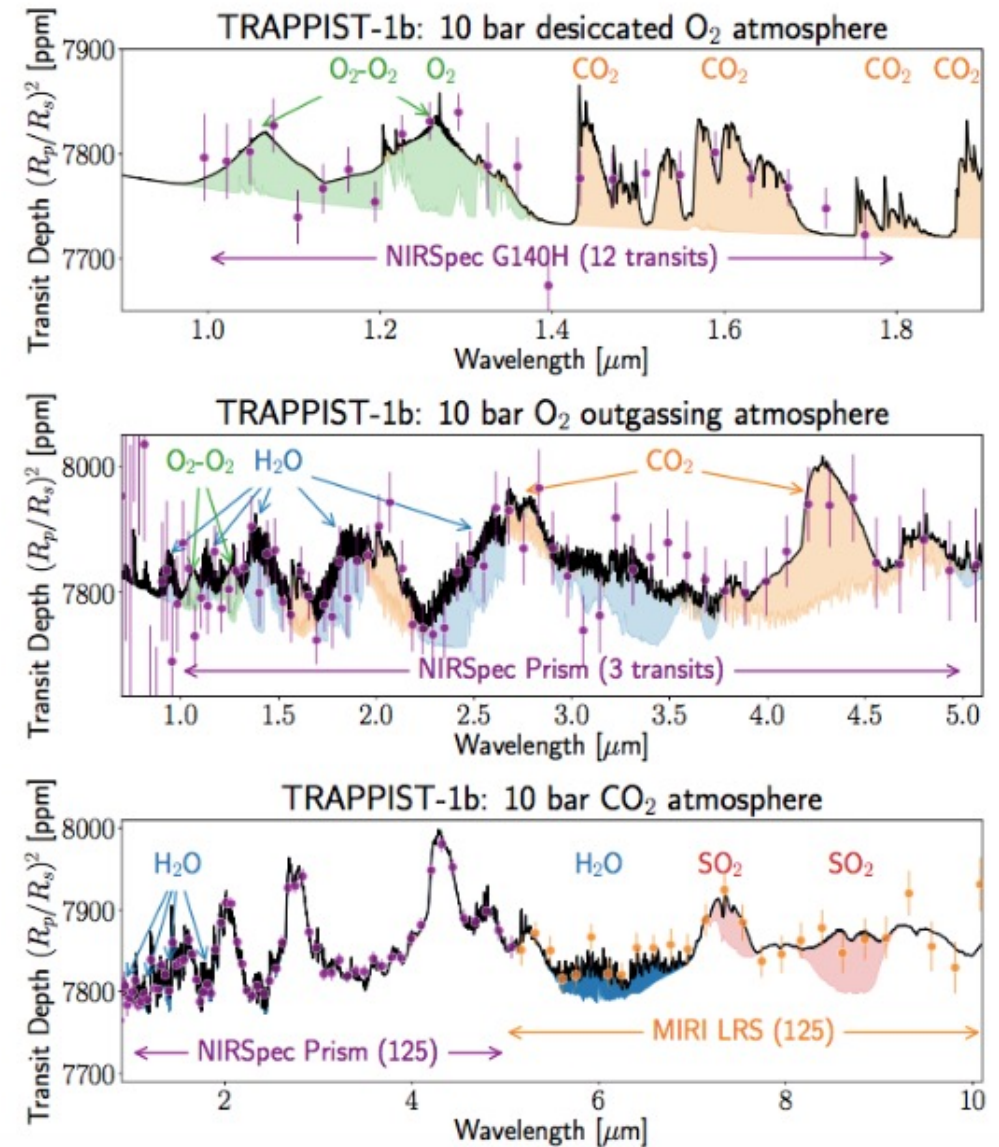 TRAPPIST-1b: 10 bar desiccated O₂ atmosphere
Transit Depth (Rₚ/Rₛ)² [ppm]
7900
7800
7700
O₂-O₂ O₂ CO₂ CO₂ CO₂ CO₂
NIRSpec G140H (12 transits)
1.0 1.2 1.4 1.6 1.8
Wavelength [μm]
TRAPPIST-1b: 10 bar O₂ outgassing atmosphere
Transit Depth (Rₚ/Rₛ)² [ppm]
8000
7800
O₂-O₂ H₂O CO₂
NIRSpec Prism (3 transits)
1.0 1.5 2.0 2.5 3.0 3.5 4.0 4.5 5.0
Wavelength [μm]
TRAPPIST-1b: 10 bar CO₂ atmosphere
Transit Depth (Rₚ/Rₛ)² [ppm]
8000
7900
7800
7700
H₂O H₂O SO₂ SO₂
MIRI LRS (125)
NIRSpec Prism (125)
2 4 6 8 10
Wavelength [μm]